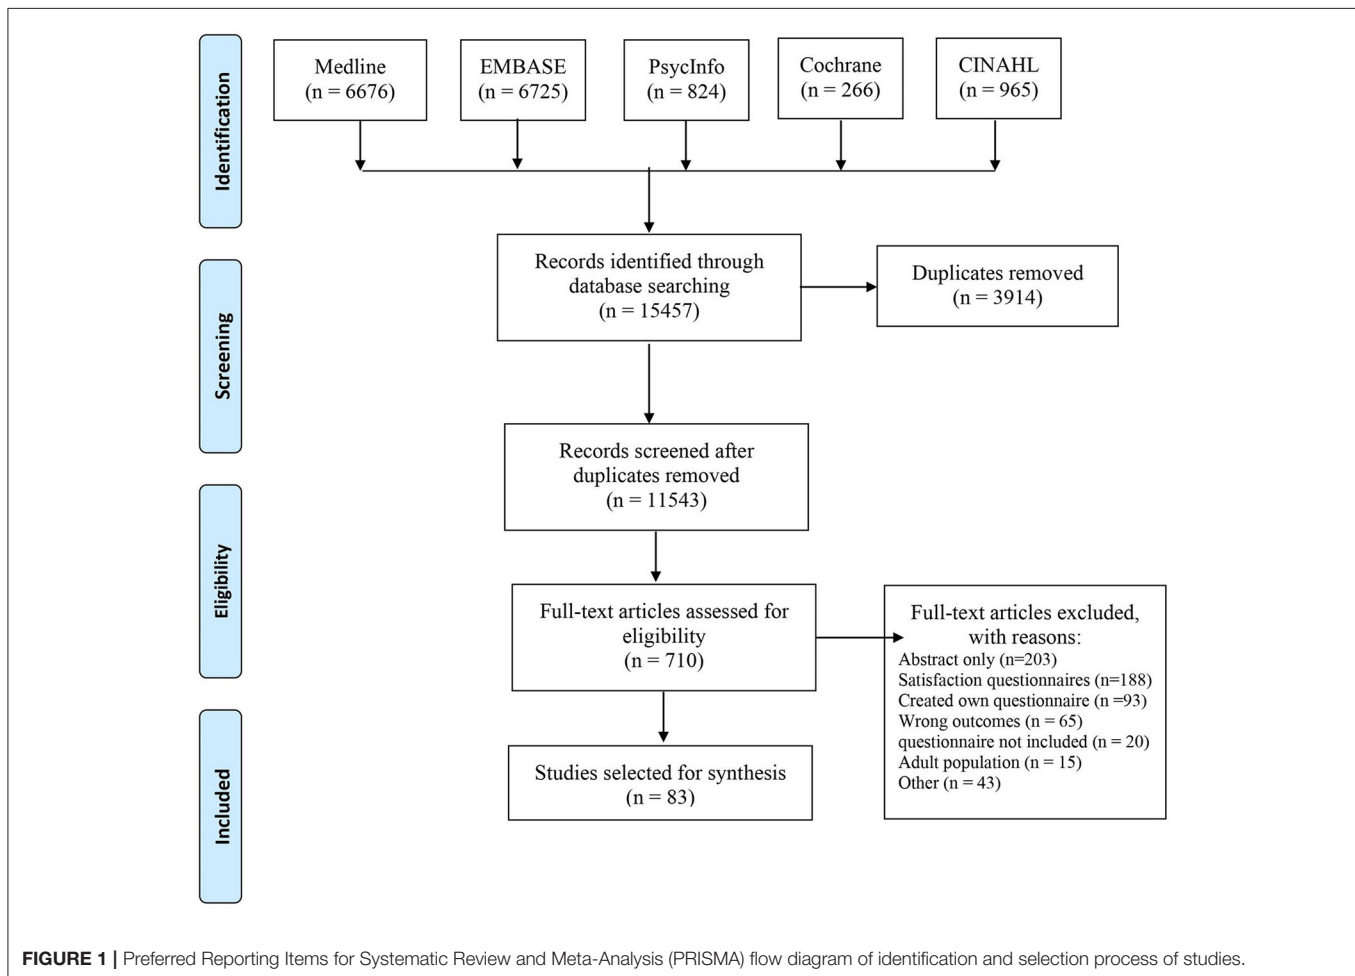 Identification
Medline
(n = 6676)
EMBASE
(n = 6725)
PsycInfo
(n = 824)
Cochrane
(n = 266)
CINAHL
(n = 965)
Screening
Records identified through
database searching
(n = 15457)
Duplicates removed
(n = 3914)
Records screened after
duplicates removed
(n = 11543)
Eligibility
Full-text articles assessed for
eligibility
(n = 710)
Full-text articles excluded,
with reasons:
Abstract only (n=203)
Satisfaction questionnaires (n=188)
Created own questionnaire (n =93)
Wrong outcomes (n = 65)
questionnaire not included (n = 20)
Adult population (n = 15)
Other (n = 43)
Included
Studies selected for synthesis
(n = 83)
FIGURE 1 | Preferred Reporting Items for Systematic Review and Meta-Analysis (PRISMA) flow diagram of identification and selection process of studies.